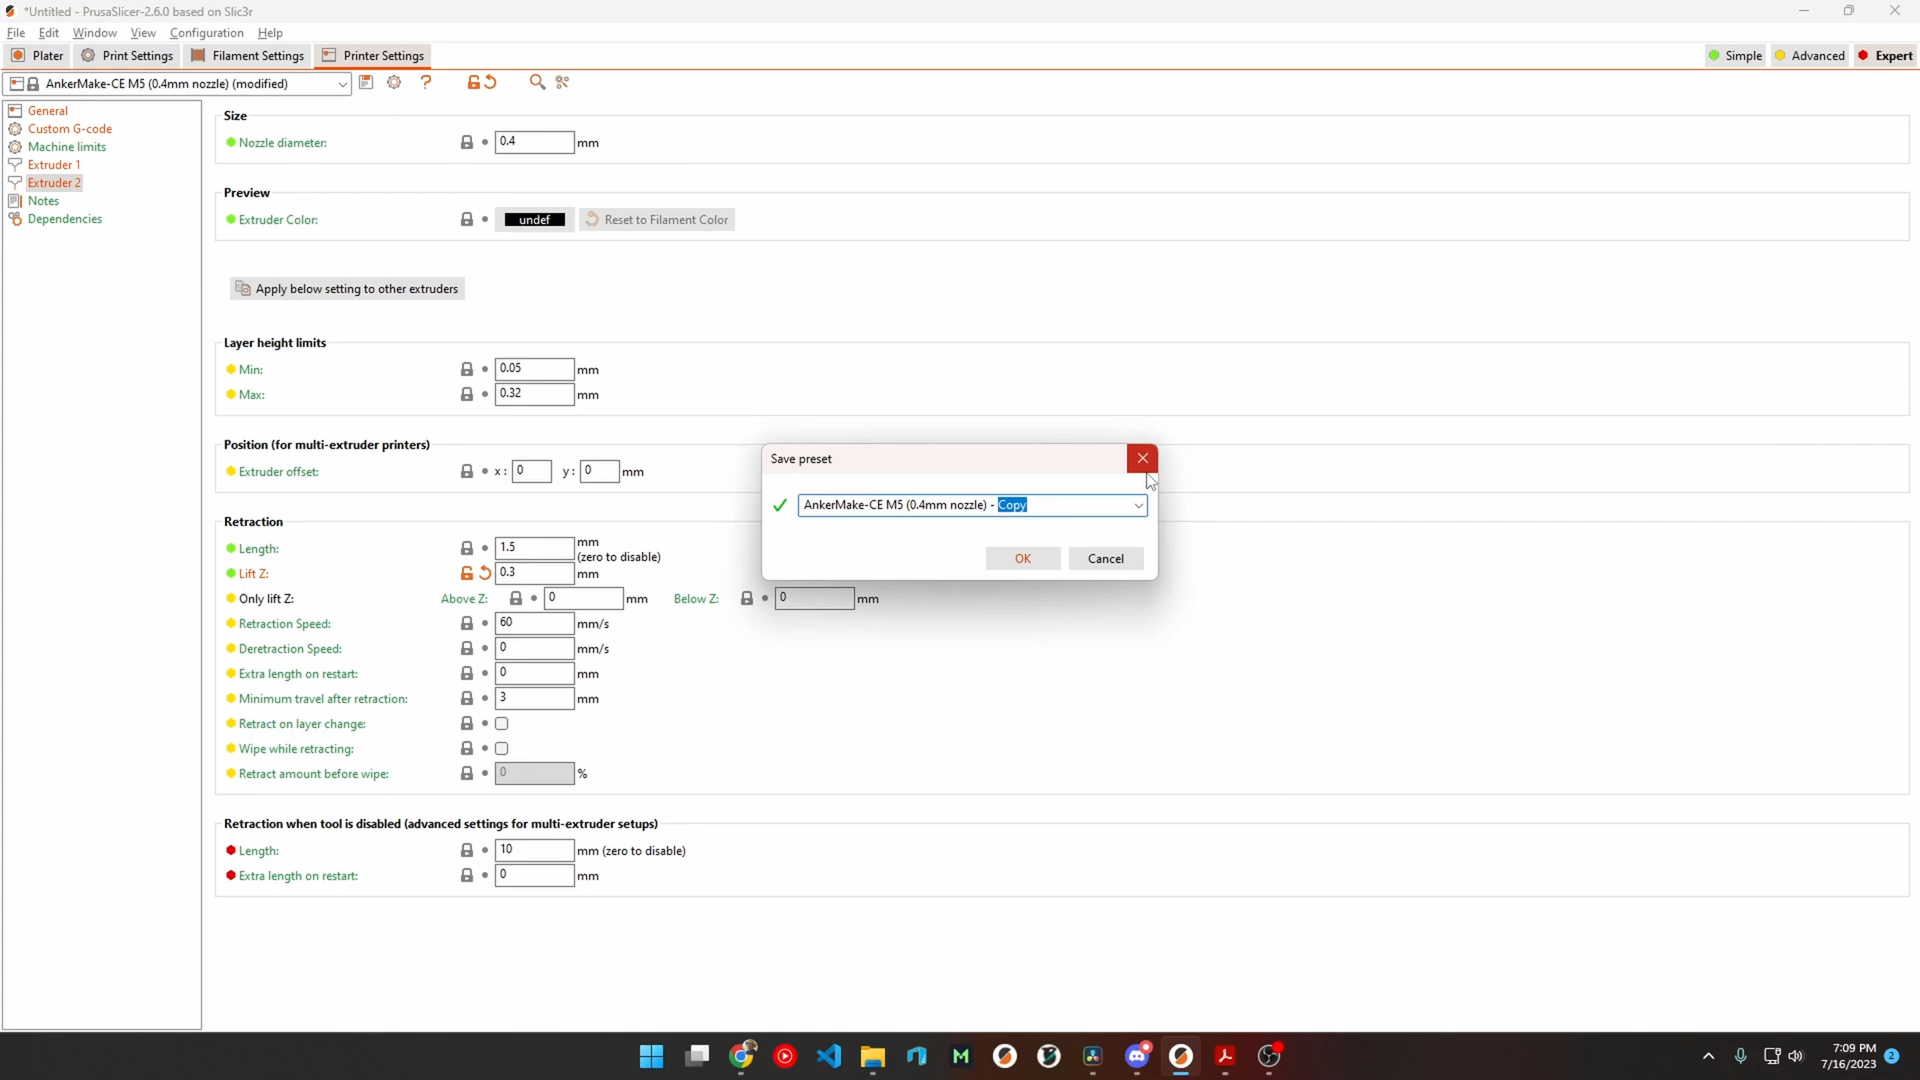 *Untitled - PrusaSlicer-2.6.0 based on Slic3r
File Edit Window View Configuration Help
Plater Print Settings Filament Settings Printer Settings Simple Advanced Expert
AnkerMake-CE M5 (0.4mm nozzle) (modified) ?
General
Custom G-code
Machine limits
Extruder 1
Extruder 2
Notes
Dependencies
Size
Nozzle diameter: 0.4 mm
Preview
Extruder Color: undef Reset to Filament Color
Apply below setting to other extruders
Layer height limits
Min: 0.05 mm
Max: 0.32 mm
Position (for multi-extruder printers)
Extruder offset: x: 0 y: 0 mm
Save preset
AnkerMake-CE M5 (0.4mm nozzle) - Copy
OK Cancel
Retraction
Length: 1.5 mm (zero to disable)
Lift Z: 0.3 mm
Only lift Z: Above Z: 0 mm Below Z: 0 mm
Retraction Speed: 60 mm/s
Deretraction Speed: 0 mm/s
Extra length on restart: 0 mm
Minimum travel after retraction: 3 mm
Retract on layer change:
Wipe while retracting:
Retract amount before wipe: 0 %
Retraction when tool is disabled (advanced settings for multi-extruder setups)
Length: 10 mm (zero to disable)
Extra length on restart: 0 mm
M
7:09 PM
7/16/2023
2